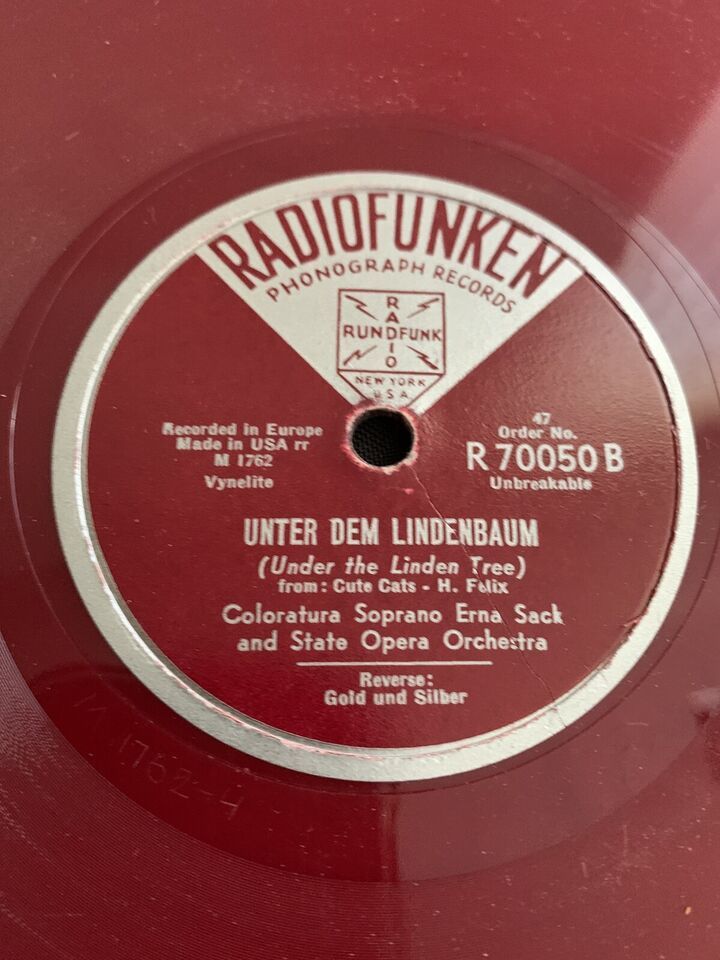 RADIOFUNKEN
PHONOGRAPH RECORDS
RADIO
RUNDFUNK
NEW YORK
USA
Recorded in Europe
Made in USA rr
M 1762
Vynelite
47
Order No.
R 70050 B
Unbreakable
UNTER DEM LINDENBAUM
(Under the Linden Tree)
from: Cute Cats - H. Felix
Coloratura Soprano Erna Sack
and State Opera Orchestra
Reverse:
Gold und Silber
1762-4